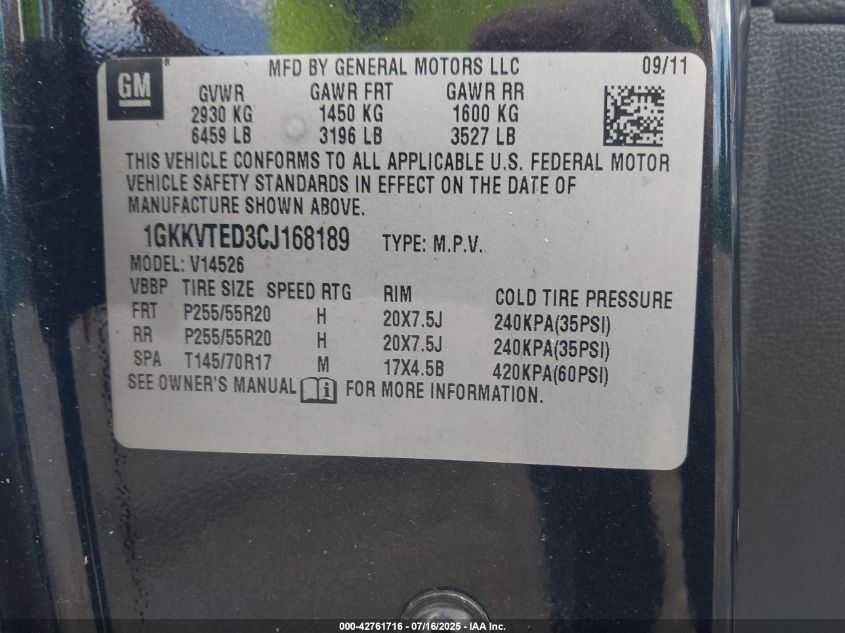 GM ® MFD BY GENERAL MOTORS LLC 09/11
GVWR GAWR FRT GAWR RR
2930 KG 1450 KG 1600 KG
6459 LB 3196 LB 3527 LB
THIS VEHICLE CONFORMS TO ALL APPLICABLE U.S. FEDERAL MOTOR
VEHICLE SAFETY STANDARDS IN EFFECT ON THE DATE OF
MANUFACTURE SHOWN ABOVE.
1GKKVTED3CJ168189 TYPE: M.P.V.
MODEL: V14526
VBBP TIRE SIZE SPEED RTG RIM COLD TIRE PRESSURE
FRT P255/55R20 H 20X7.5J 240KPA(35PSI)
RR P255/55R20 H 20X7.5J 240KPA(35PSI)
SPA T145/70R17 M 17X4.5B 420KPA(60PSI)
SEE OWNER'S MANUAL i FOR MORE INFORMATION.
000-42761716 - 07/16/2025 - IAA Inc.